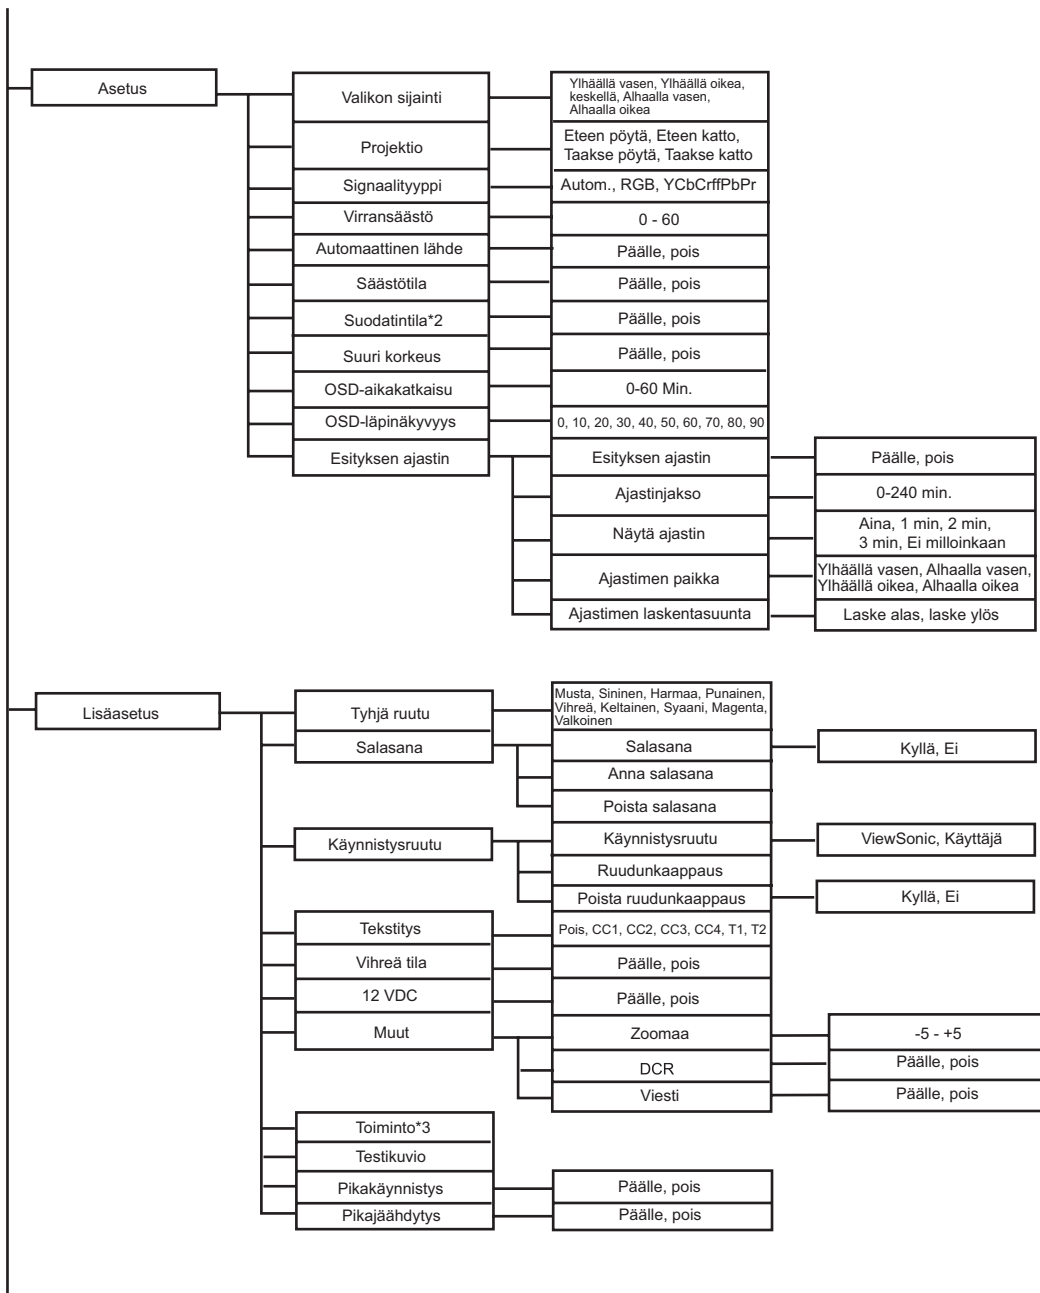 Asetus
Valikon sijainti
Ylhäällä vasen, Ylhäällä oikea,
keskellä, Alhaalla vasen,
Alhaalla oikea
Projektio
Eteen pöytä, Eteen katto,
Taakse pöytä, Taakse katto
Signaalityyppi
Autom., RGB, YCbCrffPbPr
Virransäästö
0 - 60
Automaattinen lähde
Päälle, pois
Säästötila
Päälle, pois
Suodatintila*2
Päälle, pois
Suuri korkeus
Päälle, pois
OSD-aikakatkaisu
0-60 Min.
OSD-läpinäkyvyys
0, 10, 20, 30, 40, 50, 60, 70, 80, 90
Esityksen ajastin
Esityksen ajastin
Päälle, pois
Ajastinjakso
0-240 min.
Näytä ajastin
Aina, 1 min, 2 min,
3 min, Ei milloinkaan
Ajastimen paikka
Ylhäällä vasen, Alhaalla vasen,
Ylhäällä oikea, Alhaalla oikea
Ajastimen laskentasuunta
Laske alas, laske ylös
Lisäasetus
Tyhjä ruutu
Musta, Sininen, Harmaa, Punainen,
Vihreä, Keltainen, Syaani, Magenta,
Valkoinen
Salasana
Salasana
Kyllä, Ei
Anna salasana
Poista salasana
Käynnistysruutu
Käynnistysruutu
ViewSonic, Käyttäjä
Ruudunkaappaus
Poista ruudunkaappaus
Kyllä, Ei
Tekstitys
Pois, CC1, CC2, CC3, CC4, T1, T2
Vihreä tila
Päälle, pois
12 VDC
Päälle, pois
Muut
Zoomaa
-5 - +5
DCR
Päälle, pois
Viesti
Päälle, pois
Toiminto*3
Testikuvio
Pikakäynnistys
Päälle, pois
Pikajäähdytys
Päälle, pois